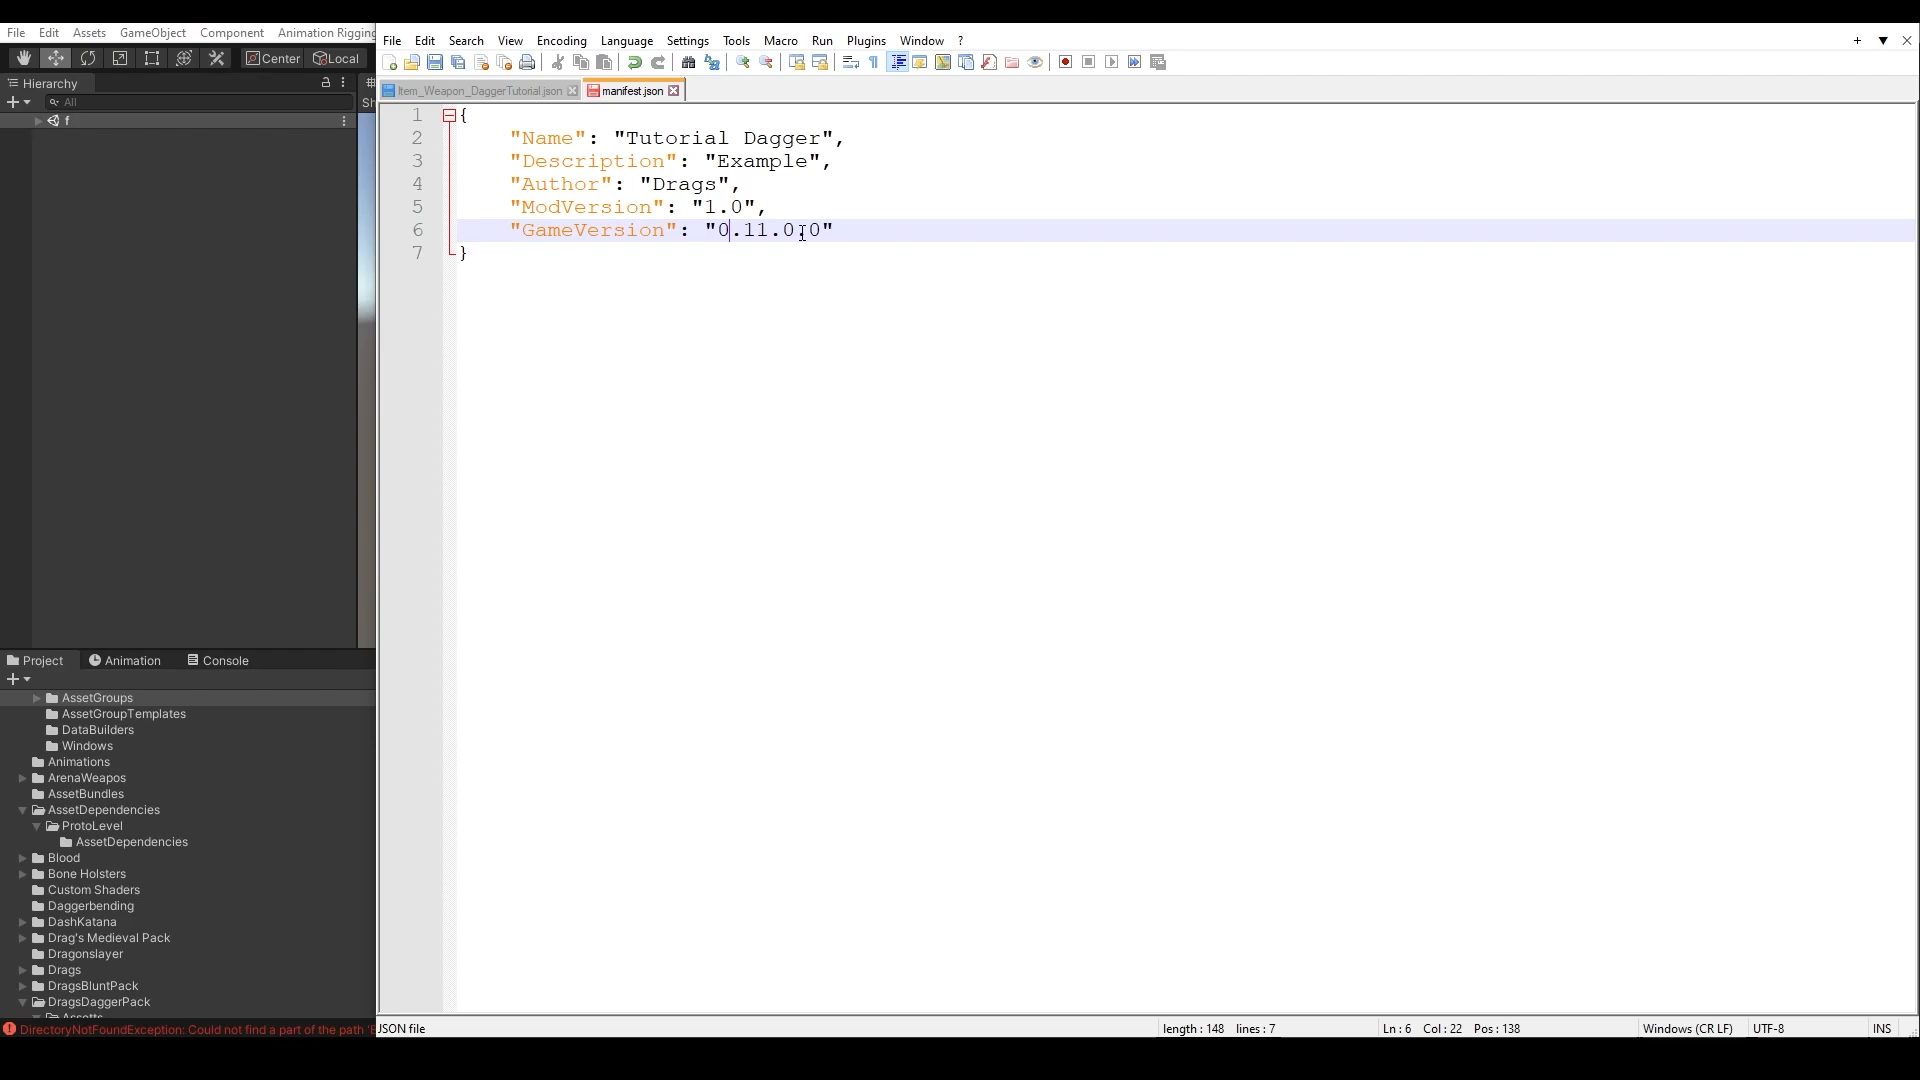 File Edit Assets GameObject Component Animation Rigging
File Edit Search View Encoding Language Settings Tools Macro Run Plugins Window ?
Center Local
Hierarchy
All
f
Item_Weapon_DaggerTutorial.json manifest.json
1 {
2 "Name": "Tutorial Dagger",
3 "Description": "Example",
4 "Author": "Drags",
5 "ModVersion": "1.0",
6 "GameVersion": "0.11.0.0"
7 }
Project Animation Console
AssetGroups
AssetGroupTemplates
DataBuilders
Windows
Animations
ArenaWeapos
AssetBundles
AssetDependencies
ProtoLevel
AssetDependencies
Blood
Bone Holsters
Custom Shaders
Daggerbending
DashKatana
Drag's Medieval Pack
Dragonslayer
Drags
DragsBluntPack
DragsDaggerPack
DirectoryNotFoundException: Could not find a part of the path
JSON file length : 148 lines : 7 Ln : 6 Col : 22 Pos : 138 Windows (CR LF) UTF-8 INS